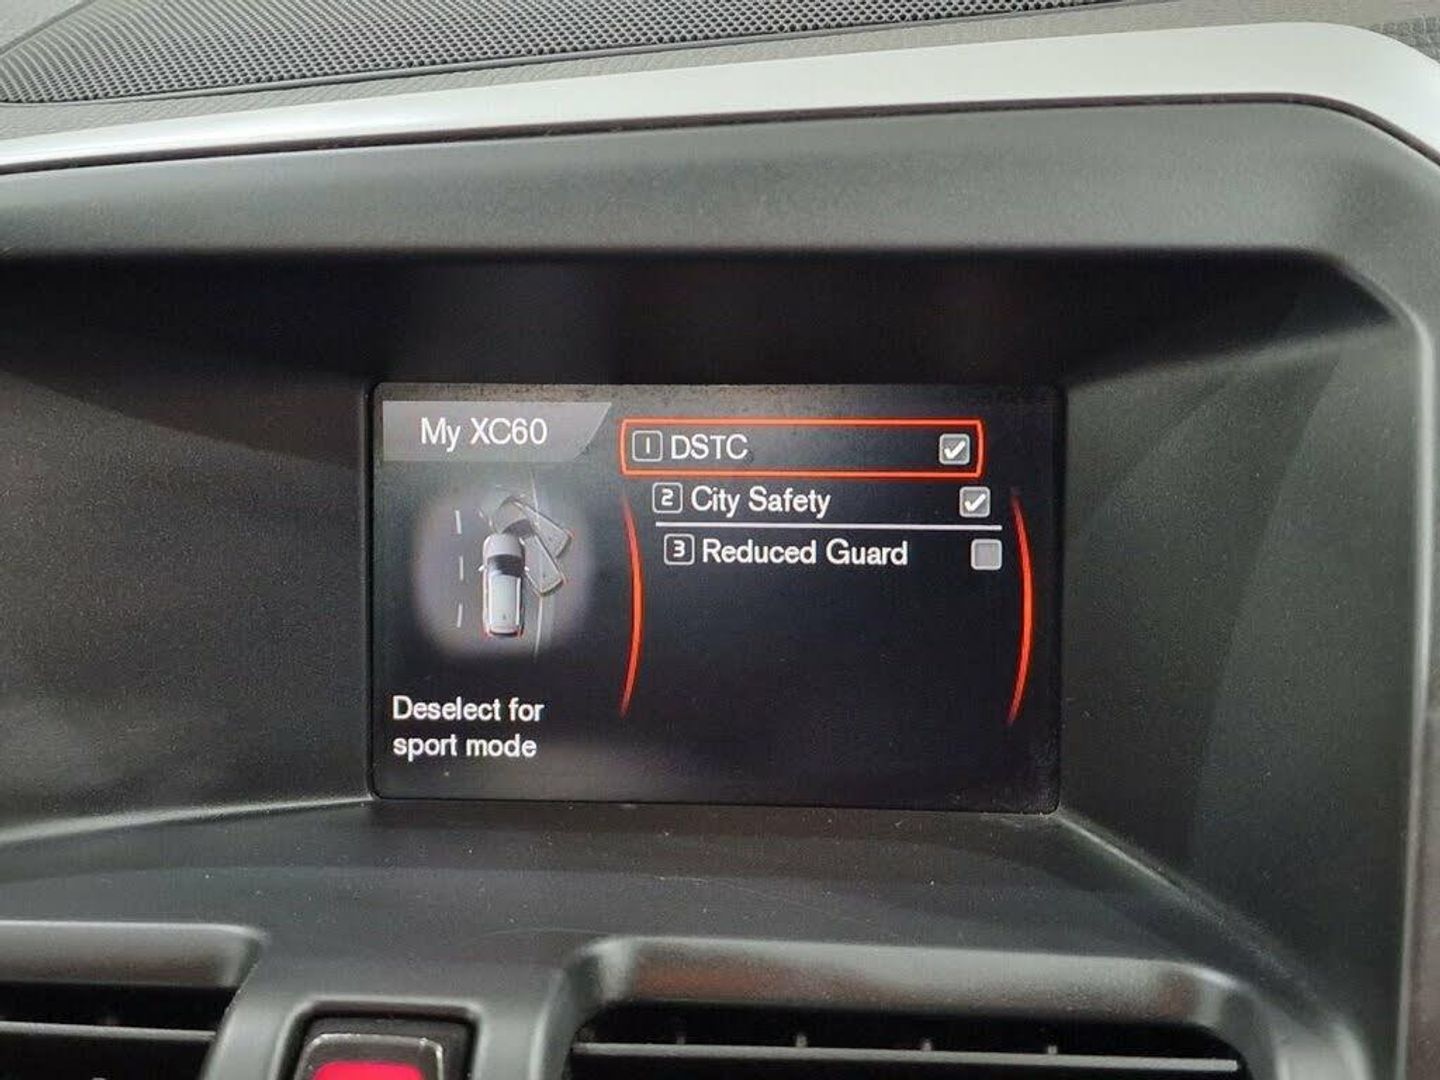 My XC60
1 DSTC
2 City Safety
3 Reduced Guard
Deselect for
sport mode